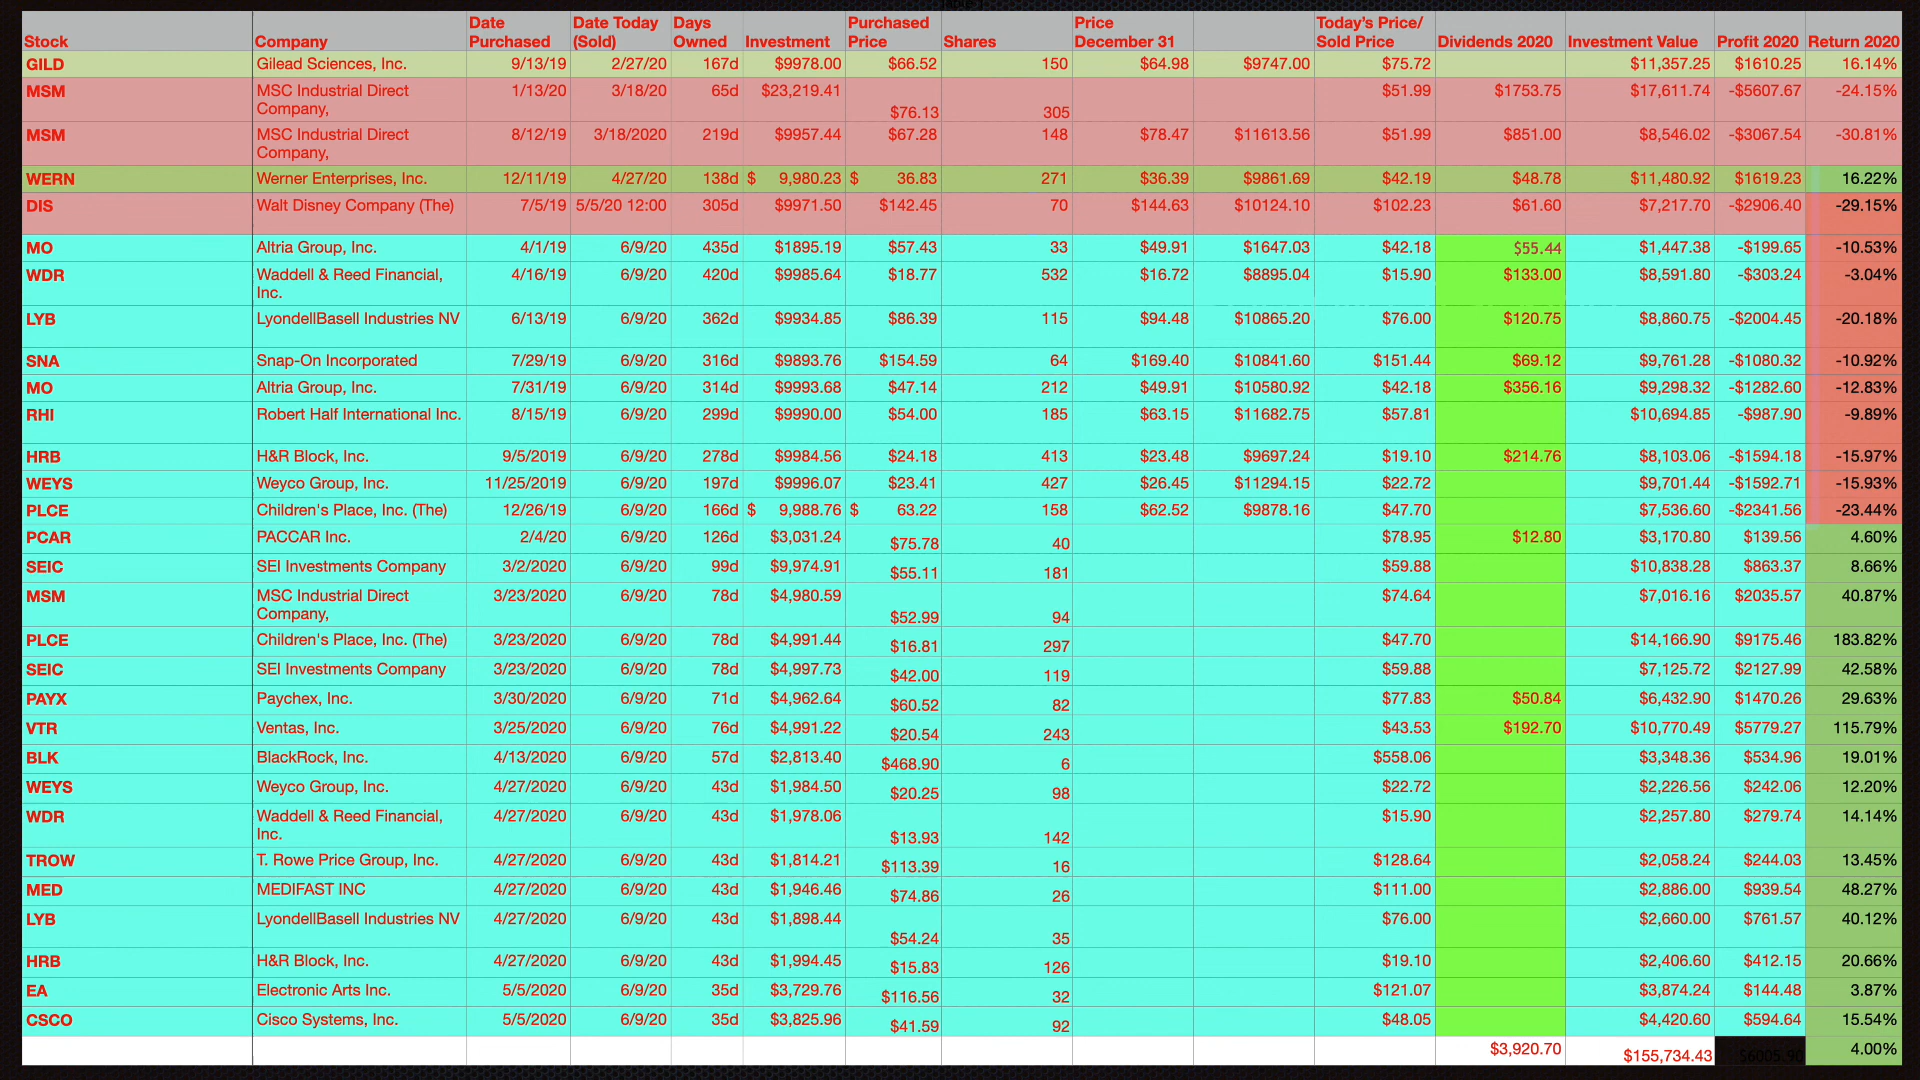 Stock Company Date Purchased Date Today (Sold) Days Owned Investment Purchased Price Shares Price December 31 Today's Price/ Sold Price Dividends 2020 Investment Value Profit 2020 Return 2020
GILD Gilead Sciences, Inc. 9/13/19 2/27/20 167d $9978.00 $66.52 150 $64.98 $9747.00 $75.72 $11,357.25 $1610.25 16.14%
MSM MSC Industrial Direct Company, 1/13/20 3/18/20 65d $23,219.41 $76.13 305 $51.99 $1753.75 $17,611.74 -$5607.67 -24.15%
MSM MSC Industrial Direct Company, 8/12/19 3/18/2020 219d $9957.44 $67.28 148 $78.47 $11613.56 $51.99 $851.00 $8,546.02 -$3067.54 -30.81%
WERN Werner Enterprises, Inc. 12/11/19 4/27/20 138d $ 9,980.23 $ 36.83 271 $36.39 $9861.69 $42.19 $48.78 $11,480.92 $1619.23 16.22%
DIS Walt Disney Company (The) 7/5/19 5/5/20 12:00 305d $9971.50 $142.45 70 $144.63 $10124.10 $102.23 $61.60 $7,217.70 -$2906.40 -29.15%
MO Altria Group, Inc. 4/1/19 6/9/20 435d $1895.19 $57.43 33 $49.91 $1647.03 $42.18 $55.44 $1,447.38 -$199.65 -10.53%
WDR Waddell & Reed Financial, Inc. 4/16/19 6/9/20 420d $9985.64 $18.77 532 $16.72 $8895.04 $15.90 $133.00 $8,591.80 -$303.24 -3.04%
LYB LyondellBasell Industries NV 6/13/19 6/9/20 362d $9934.85 $86.39 115 $94.48 $10865.20 $76.00 $120.75 $8,860.75 -$2004.45 -20.18%
SNA Snap-On Incorporated 7/29/19 6/9/20 316d $9893.76 $154.59 64 $169.40 $10841.60 $151.44 $69.12 $9,761.28 -$1080.32 -10.92%
MO Altria Group, Inc. 7/31/19 6/9/20 314d $9993.68 $47.14 212 $49.91 $10580.92 $42.18 $356.16 $9,298.32 -$1282.60 -12.83%
RHI Robert Half International Inc. 8/15/19 6/9/20 299d $9990.00 $54.00 185 $63.15 $11682.75 $57.81 $10,694.85 -$987.90 -9.89%
HRB H&R Block, Inc. 9/5/2019 6/9/20 278d $9984.56 $24.18 413 $23.48 $9697.24 $19.10 $214.76 $8,103.06 -$1594.18 -15.97%
WEYS Weyco Group, Inc. 11/25/2019 6/9/20 197d $9996.07 $23.41 427 $26.45 $11294.15 $22.72 $9,701.44 -$1592.71 -15.93%
PLCE Children's Place, Inc. (The) 12/26/19 6/9/20 166d $ 9,988.76 $ 63.22 158 $62.52 $9878.16 $47.70 $7,536.60 -$2341.56 -23.44%
PCAR PACCAR Inc. 2/4/20 6/9/20 126d $3,031.24 $75.78 40 $78.95 $12.80 $3,170.80 $139.56 4.60%
SEIC SEI Investments Company 3/2/2020 6/9/20 99d $9,974.91 $55.11 181 $59.88 $10,838.28 $863.37 8.66%
MSM MSC Industrial Direct Company, 3/23/2020 6/9/20 78d $4,980.59 $52.99 94 $74.64 $7,016.16 $2035.57 40.87%
PLCE Children's Place, Inc. (The) 3/23/2020 6/9/20 78d $4,991.44 $16.81 297 $47.70 $14,166.90 $9175.46 183.82%
SEIC SEI Investments Company 3/23/2020 6/9/20 78d $4,997.73 $42.00 119 $59.88 $7,125.72 $2127.99 42.58%
PAYX Paychex, Inc. 3/30/2020 6/9/20 71d $4,962.64 $60.52 82 $77.83 $50.84 $6,432.90 $1470.26 29.63%
VTR Ventas, Inc. 3/25/2020 6/9/20 76d $4,991.22 $20.54 243 $43.53 $192.70 $10,770.49 $5779.27 115.79%
BLK BlackRock, Inc. 4/13/2020 6/9/20 57d $2,813.40 $468.90 6 $558.06 $3,348.36 $534.96 19.01%
WEYS Weyco Group, Inc. 4/27/2020 6/9/20 43d $1,984.50 $20.25 98 $22.72 $2,226.56 $242.06 12.20%
WDR Waddell & Reed Financial, Inc. 4/27/2020 6/9/20 43d $1,978.06 $13.93 142 $15.90 $2,257.80 $279.74 14.14%
TROW T. Rowe Price Group, Inc. 4/27/2020 6/9/20 43d $1,814.21 $113.39 16 $128.64 $2,058.24 $244.03 13.45%
MED MEDIFAST INC 4/27/2020 6/9/20 43d $1,946.46 $74.86 26 $111.00 $2,886.00 $939.54 48.27%
LYB LyondellBasell Industries NV 4/27/2020 6/9/20 43d $1,898.44 $54.24 35 $76.00 $2,660.00 $761.57 40.12%
HRB H&R Block, Inc. 4/27/2020 6/9/20 43d $1,994.45 $15.83 126 $19.10 $2,406.60 $412.15 20.66%
EA Electronic Arts Inc. 5/5/2020 6/9/20 35d $3,729.76 $116.56 32 $121.07 $3,874.24 $144.48 3.87%
CSCO Cisco Systems, Inc. 5/5/2020 6/9/20 35d $3,825.96 $41.59 92 $48.05 $4,420.60 $594.64 15.54%
$3,920.70 $155,734.43 4.00%